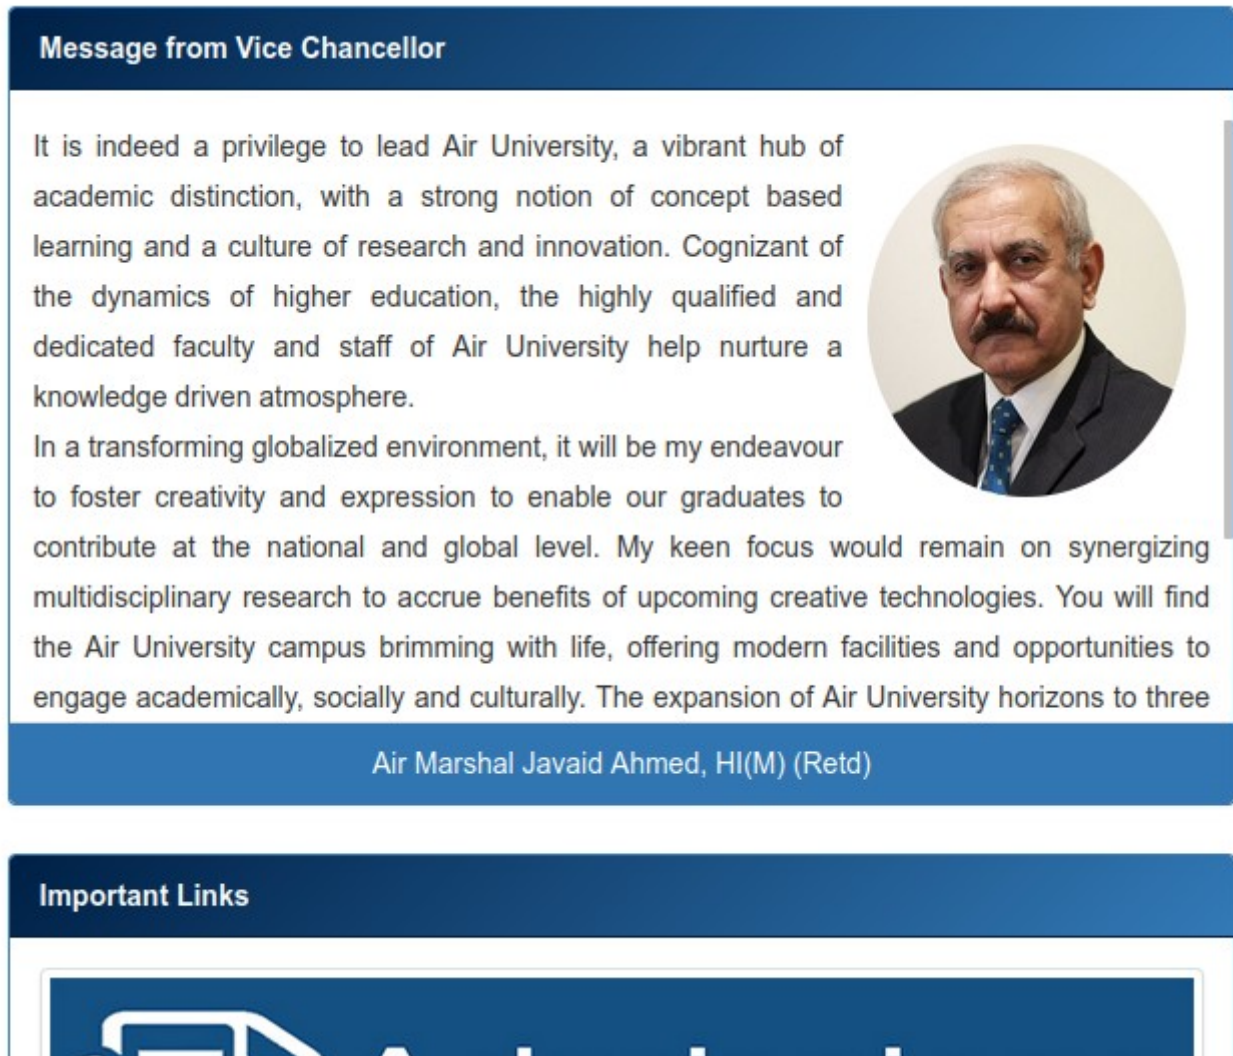 Message from Vice Chancellor
It is indeed a privilege to lead Air University, a vibrant hub of
academic distinction, with a strong notion of concept based
learning and a culture of research and innovation. Cognizant of
the dynamics of higher education, the highly qualified and
dedicated faculty and staff of Air University help nurture a
knowledge driven atmosphere.
In a transforming globalized environment, it will be my endeavour
to foster creativity and expression to enable our graduates to
contribute at the national and global level. My keen focus would remain on synergizing
multidisciplinary research to accrue benefits of upcoming creative technologies. You will find
the Air University campus brimming with life, offering modern facilities and opportunities to
engage academically, socially and culturally. The expansion of Air University horizons to three
Air Marshal Javaid Ahmed, HI(M) (Retd)
Important Links